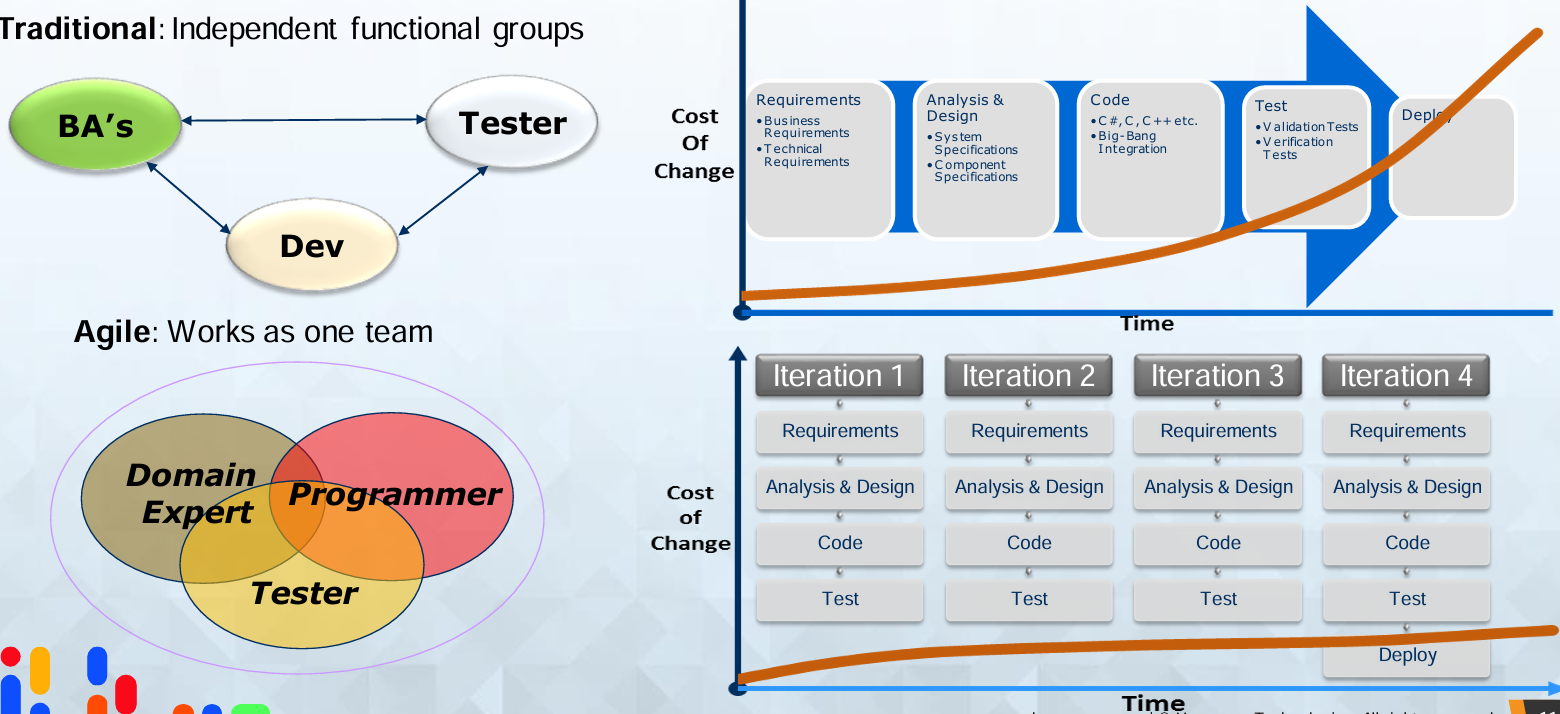 Traditional: Independent functional groups
BA's
Tester
Dev
Agile: Works as one team
Domain
Expert
Programmer
Tester
Cost
Of
Change
Requirements
•Business
Requirements
•Technical
Requirements
Analysis &
Design
•System
Specifications
•Component
Specifications
Code
•C#, C, C++ etc.
•Big-Bang
Integration
Test
•Validation Tests
•Verification
Tests
Deploy
Time
Cost
of
Change
Iteration 1
Requirements
Analysis & Design
Code
Test
Iteration 2
Requirements
Analysis & Design
Code
Test
Iteration 3
Requirements
Analysis & Design
Code
Test
Iteration 4
Requirements
Analysis & Design
Code
Test
Deploy
Time